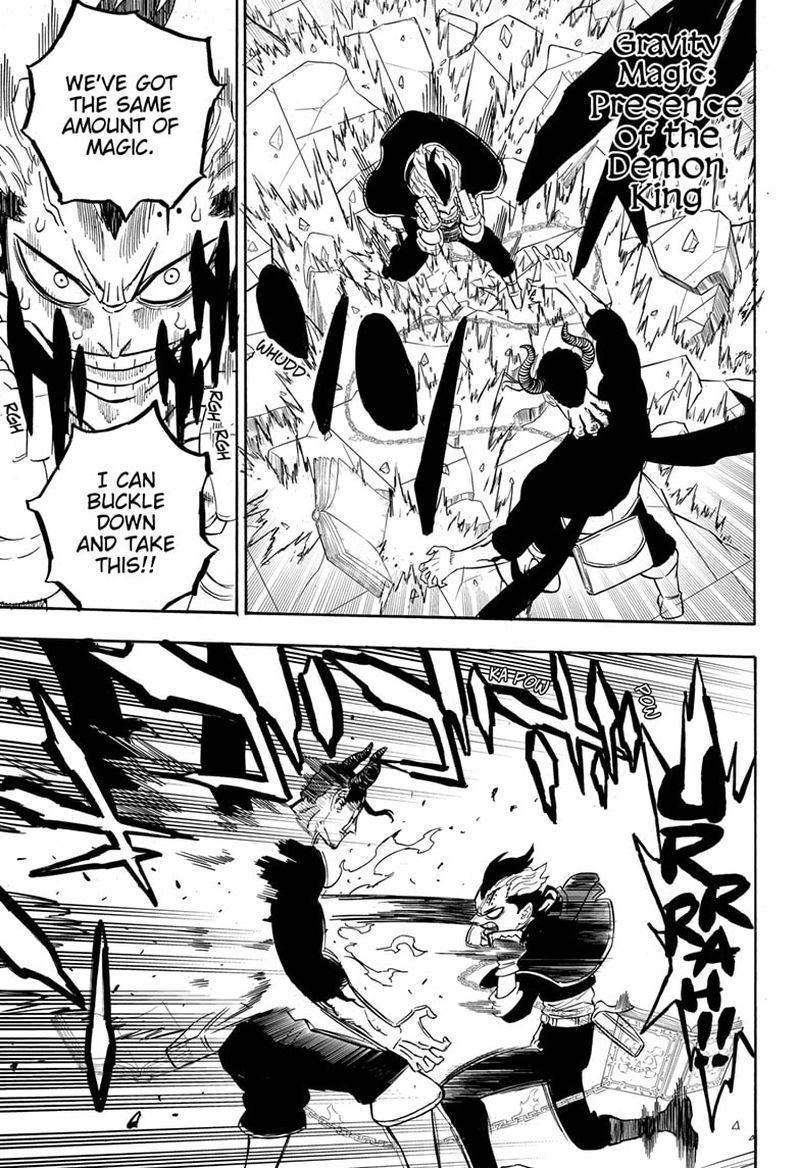 Gravity
Magic:
Presence
of the
Demon
King
WHUDD
WE'VE GOT
THE SAME
AMOUNT OF
MAGIC.
RGH
RGH
RGH
I CAN
BUCKLE
DOWN
AND TAKE
THIS!!
PON
KA-POW
URRRAH!!